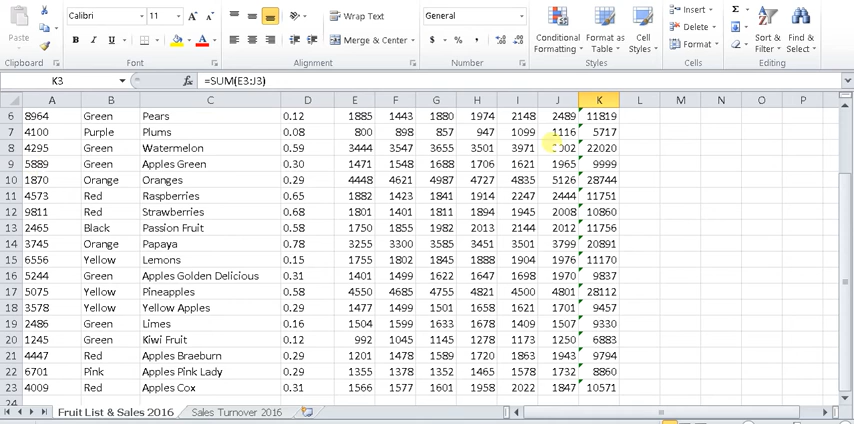 Calibri 11 A A Wrap Text General Insert Σ
Paste B I U A Merge & Center $ % , Conditional Formatting Format as Table Cell Styles Delete Format Sort & Filter Find & Select
Clipboard Font Alignment Number Styles Cells Editing
K3 fx =SUM(E3:J3)
A B C D E F G H I J K L M N O P
6 8964 Green Pears 0.12 1885 1443 1880 1974 2148 2489 11819
7 4100 Purple Plums 0.08 800 898 857 947 1099 1116 5717
8 4295 Green Watermelon 0.59 3444 3547 3655 3501 3971 22020
9 5889 Green Apples Green 0.30 1471 1548 1688 1706 1621 1965 9999
10 1870 Orange Oranges 0.29 4448 4621 4987 4727 4835 5126 28744
11 4573 Red Raspberries 0.65 1882 1423 1841 1914 2247 2444 11751
12 9811 Red Strawberries 0.68 1801 1401 1811 1894 1945 2008 10860
13 2465 Black Passion Fruit 0.58 1750 1855 1982 2013 2144 2012 11756
14 3745 Orange Papaya 0.78 3255 3300 3585 3451 3501 3799 20891
15 6556 Yellow Lemons 0.15 1755 1802 1845 1888 1904 1976 11170
16 5244 Green Apples Golden Delicious 0.31 1401 1499 1622 1647 1698 1970 9837
17 5075 Yellow Pineapples 0.58 4550 4685 4755 4821 4500 4801 28112
18 3578 Yellow Yellow Apples 0.29 1477 1499 1501 1658 1621 1701 9457
19 2486 Green Limes 0.16 1504 1599 1633 1678 1409 1507 9330
20 1245 Green Kiwi Fruit 0.12 992 1045 1145 1278 1173 1250 6883
21 4447 Red Apples Braeburn 0.29 1201 1478 1589 1720 1863 1943 9794
22 6701 Pink Apples Pink Lady 0.29 1355 1378 1352 1465 1578 1732 8860
23 4009 Red Apples Cox 0.31 1566 1577 1601 1958 2022 1847 10571
24
Fruit List & Sales 2016 Sales Turnover 2016